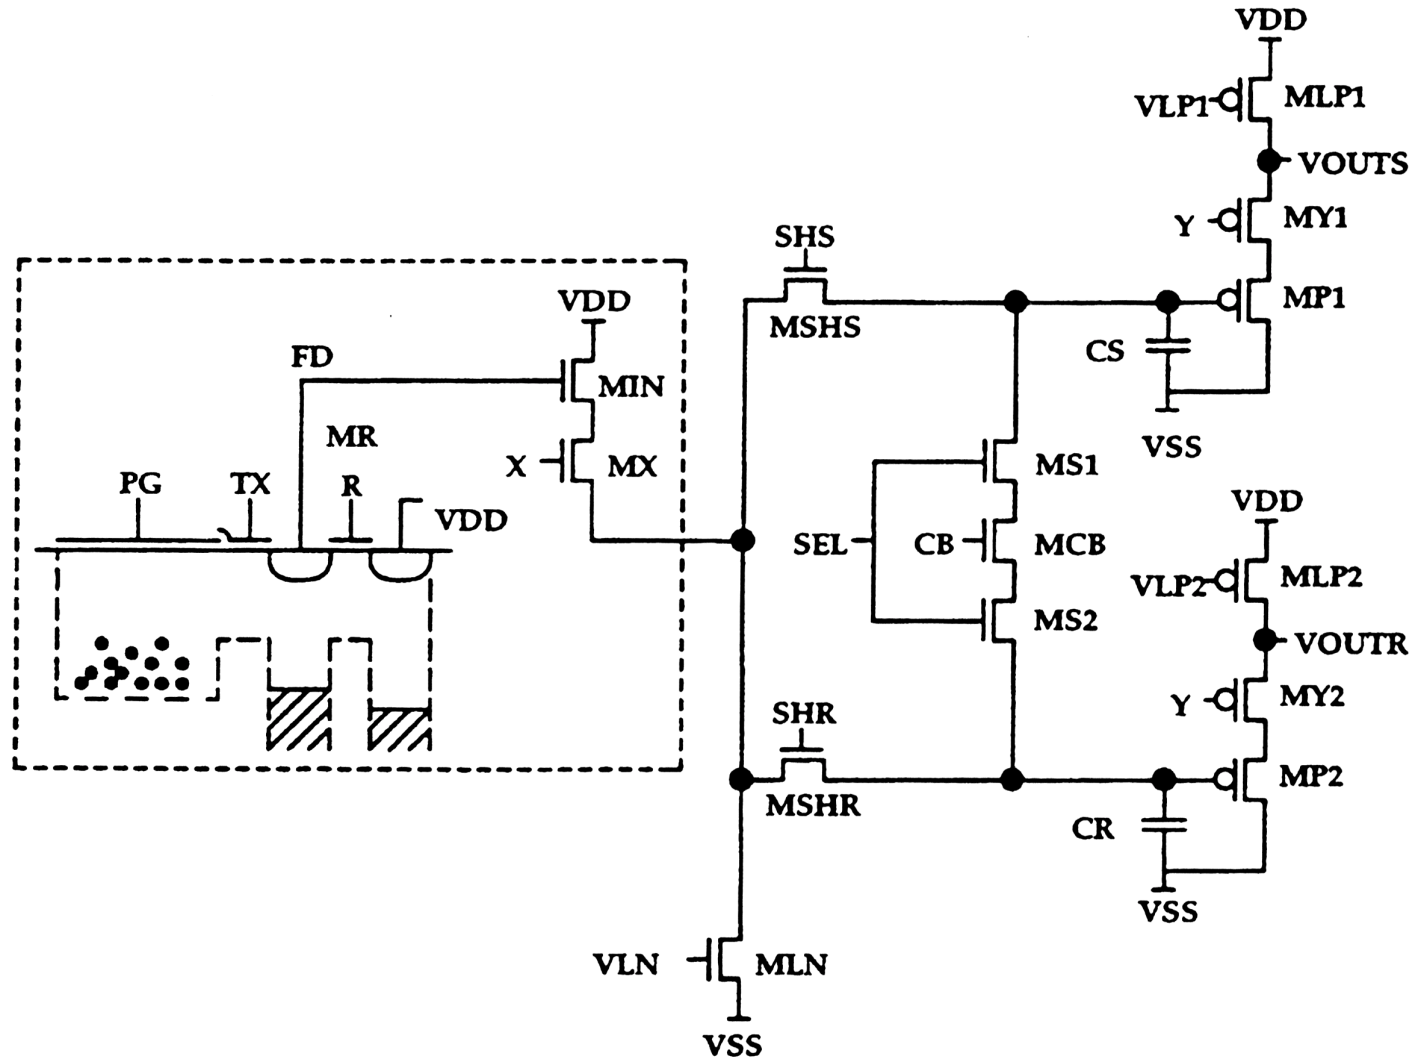 VDD
VLP1
MLP1
VOUTS
Y
MY1
SHS
MP1
VDD
MSHS
CS
FD
MIN
MR
VSS
X
MX
MS1
PG
TX
R
VDD
VDD
SEL
CB
MCB
VLP2
MLP2
MS2
VOUTR
Y
MY2
SHR
MP2
MSHR
CR
VSS
VLN
MLN
VSS